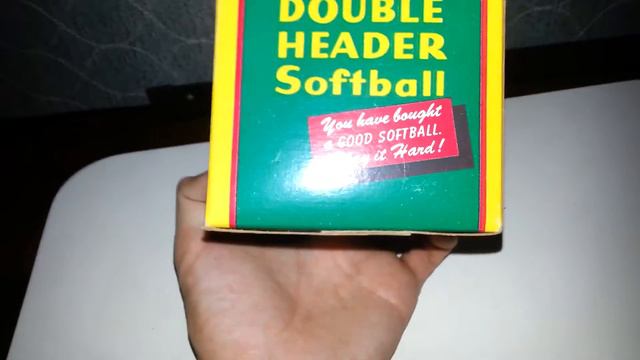 DOUBLE
HEADER
Softball
You have bought
a GOOD SOFTBALL.
it Hard!